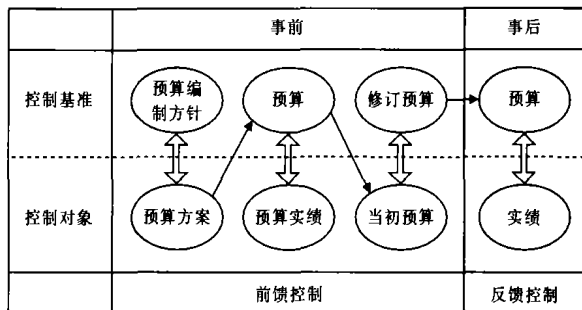 事前
事后
控制基准
预算编
制方针
预算
修订预算
预算
控制对象
预算方案
预算实绩
当初预算
实绩
前馈控制
反馈控制